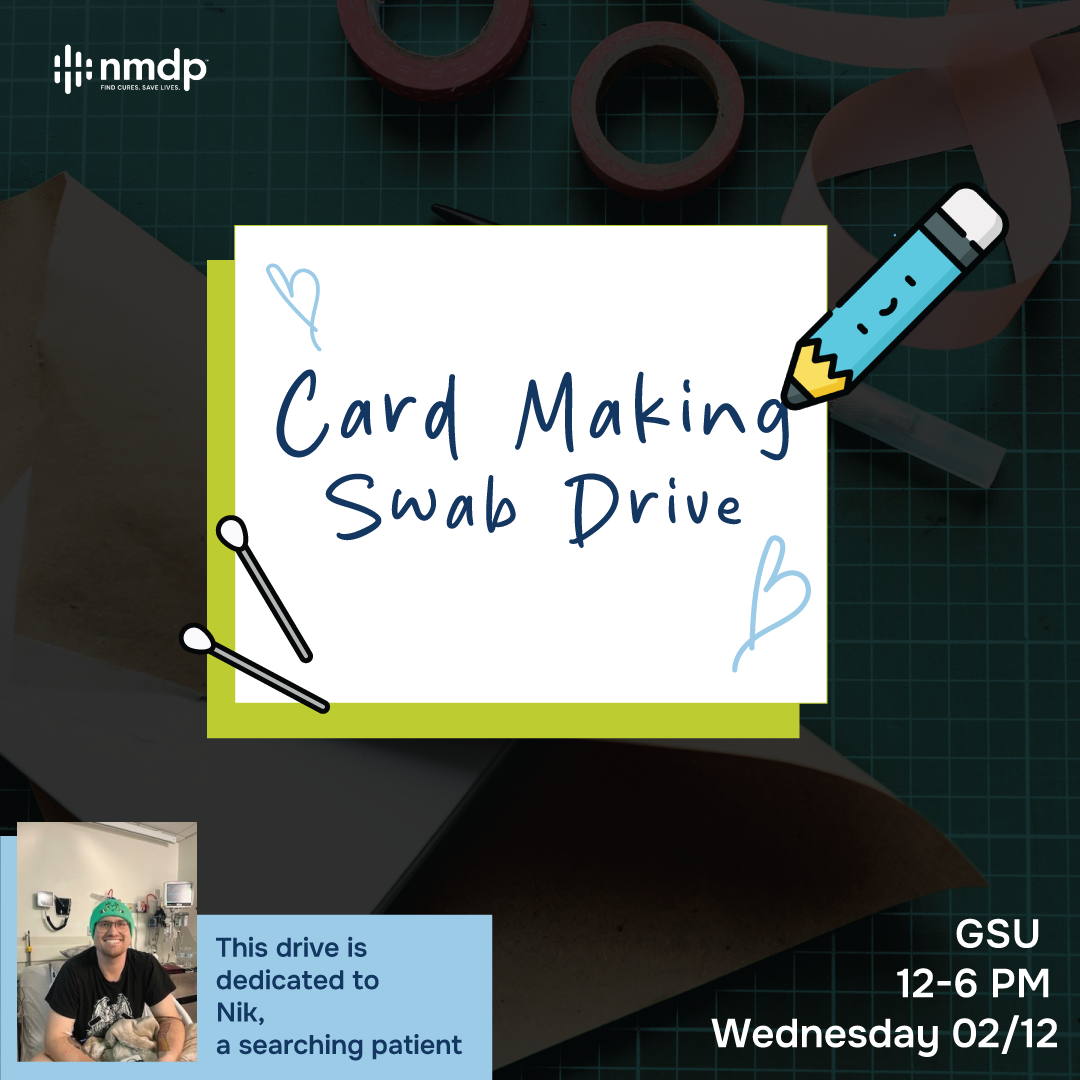 nmdp
FIND CURES. SAVE LIVES.
Card Making
Swab Drive
This drive is
dedicated to
Nik,
a searching patient
GSU
12-6 PM
Wednesday 02/12